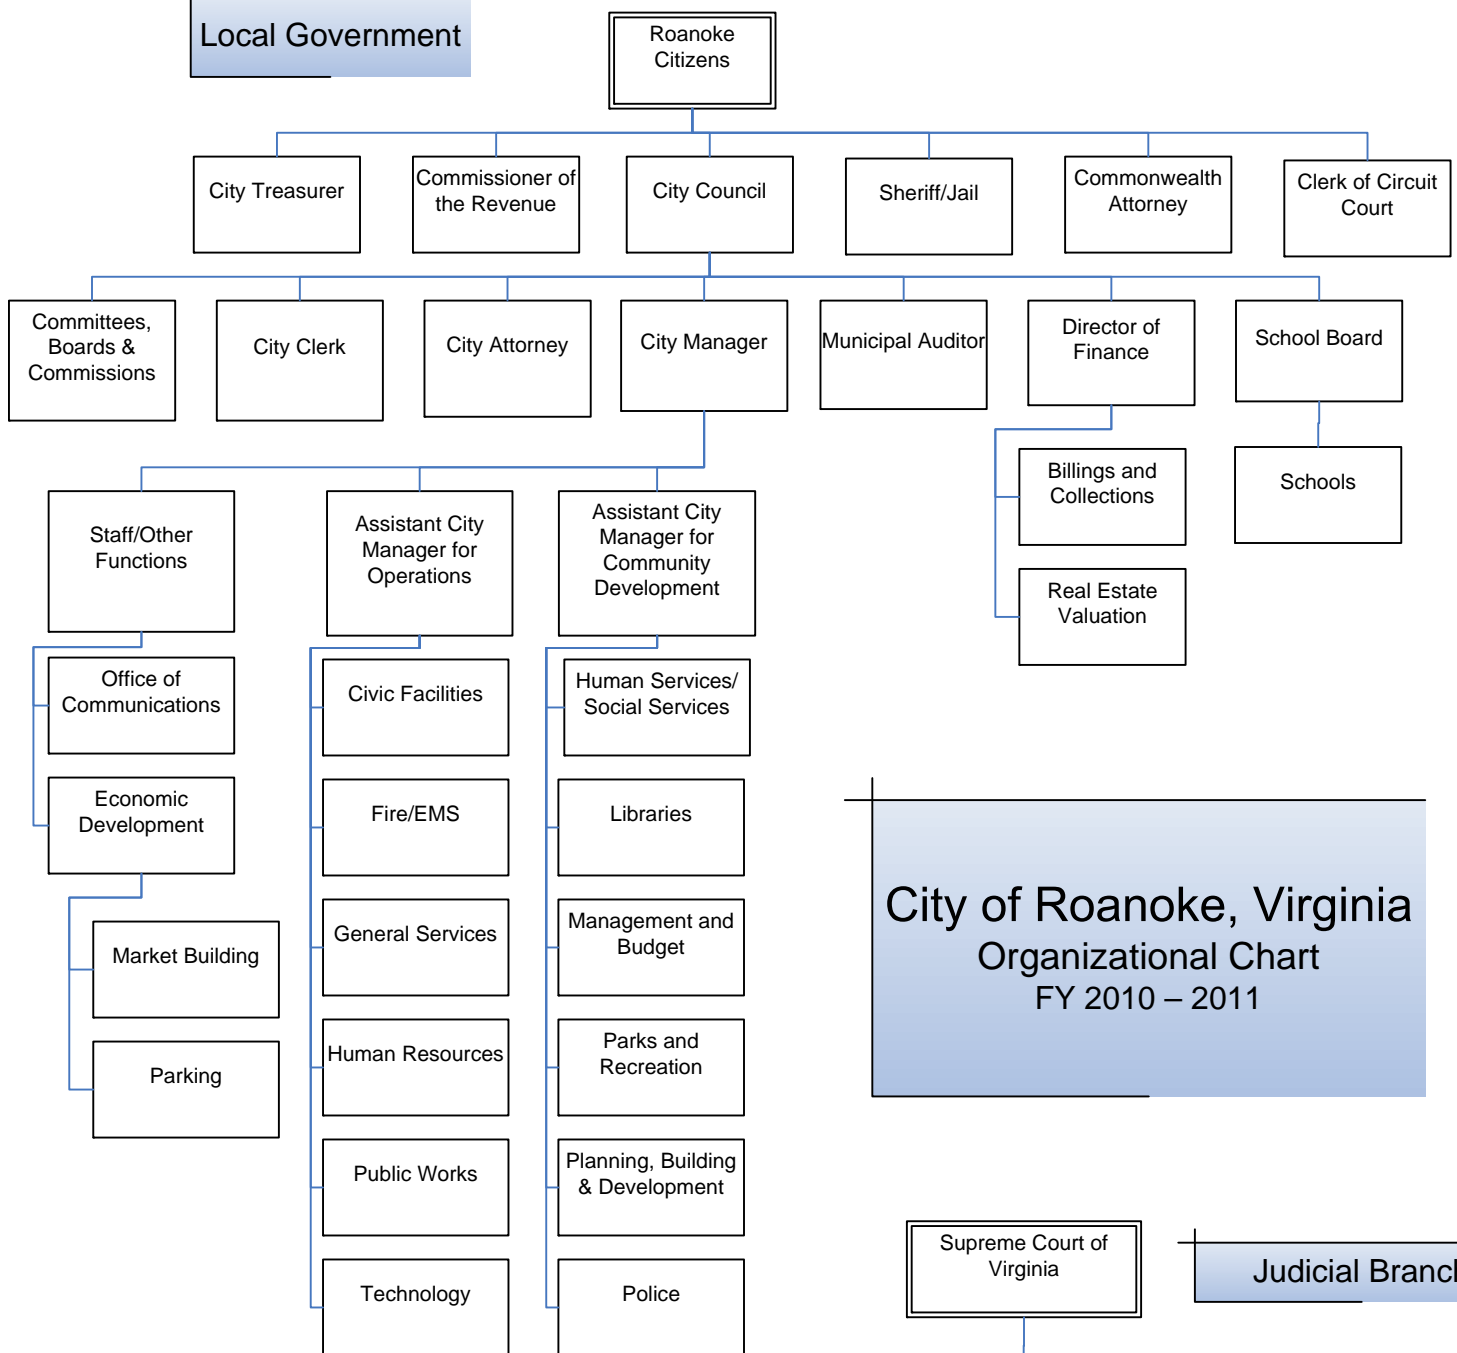 Local Government
Roanoke
Citizens
City Treasurer
Commissioner of
the Revenue
City Council
Sheriff/Jail
Commonwealth
Attorney
Clerk of Circuit
Court
Committees,
Boards &
Commissions
City Clerk
City Attorney
City Manager
Municipal Auditor
Director of
Finance
School Board
Billings and
Collections
Real Estate
Valuation
Schools
Staff/Other
Functions
Assistant City
Manager for
Operations
Assistant City
Manager for
Community
Development
Office of
Communications
Economic
Development
Market Building
Parking
Civic Facilities
Fire/EMS
General Services
Human Resources
Public Works
Technology
Human Services/
Social Services
Libraries
Management and
Budget
Parks and
Recreation
Planning, Building
& Development
Police
City of Roanoke, Virginia
Organizational Chart
FY 2010 – 2011
Supreme Court of
Virginia
Judicial Branch